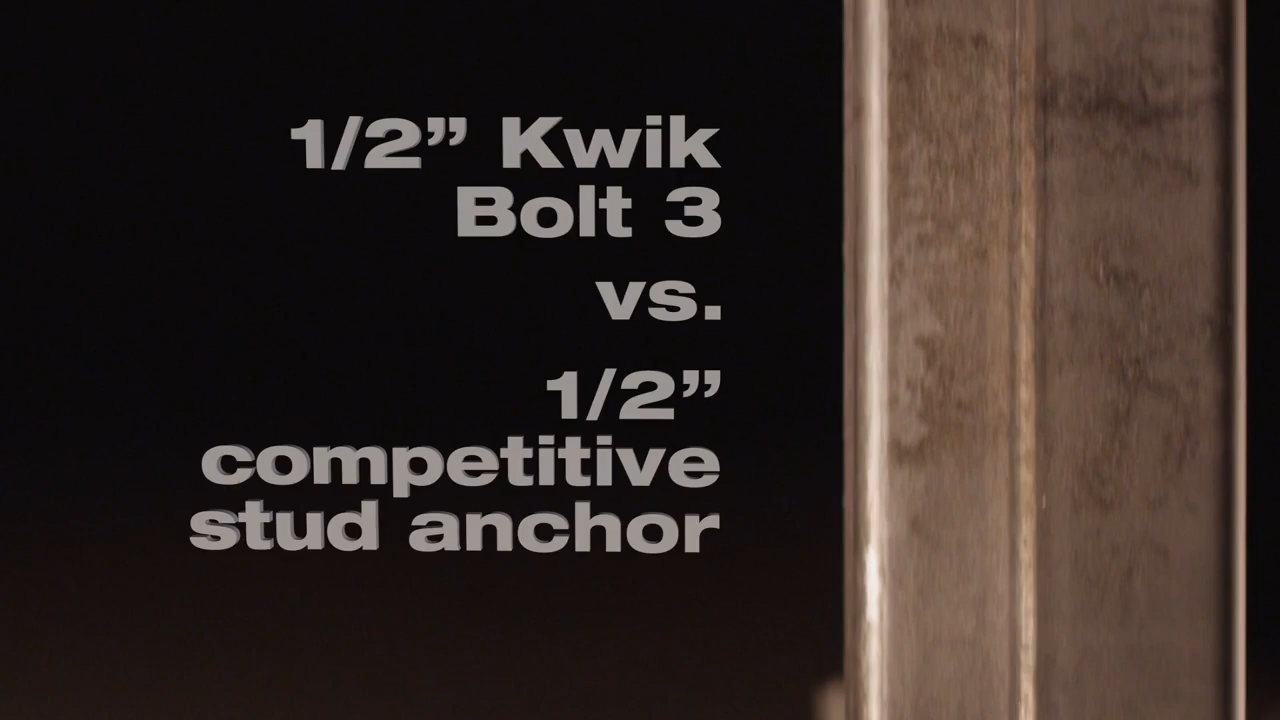 1/2” Kwik
Bolt 3
vs.
1/2”
competitive
stud anchor